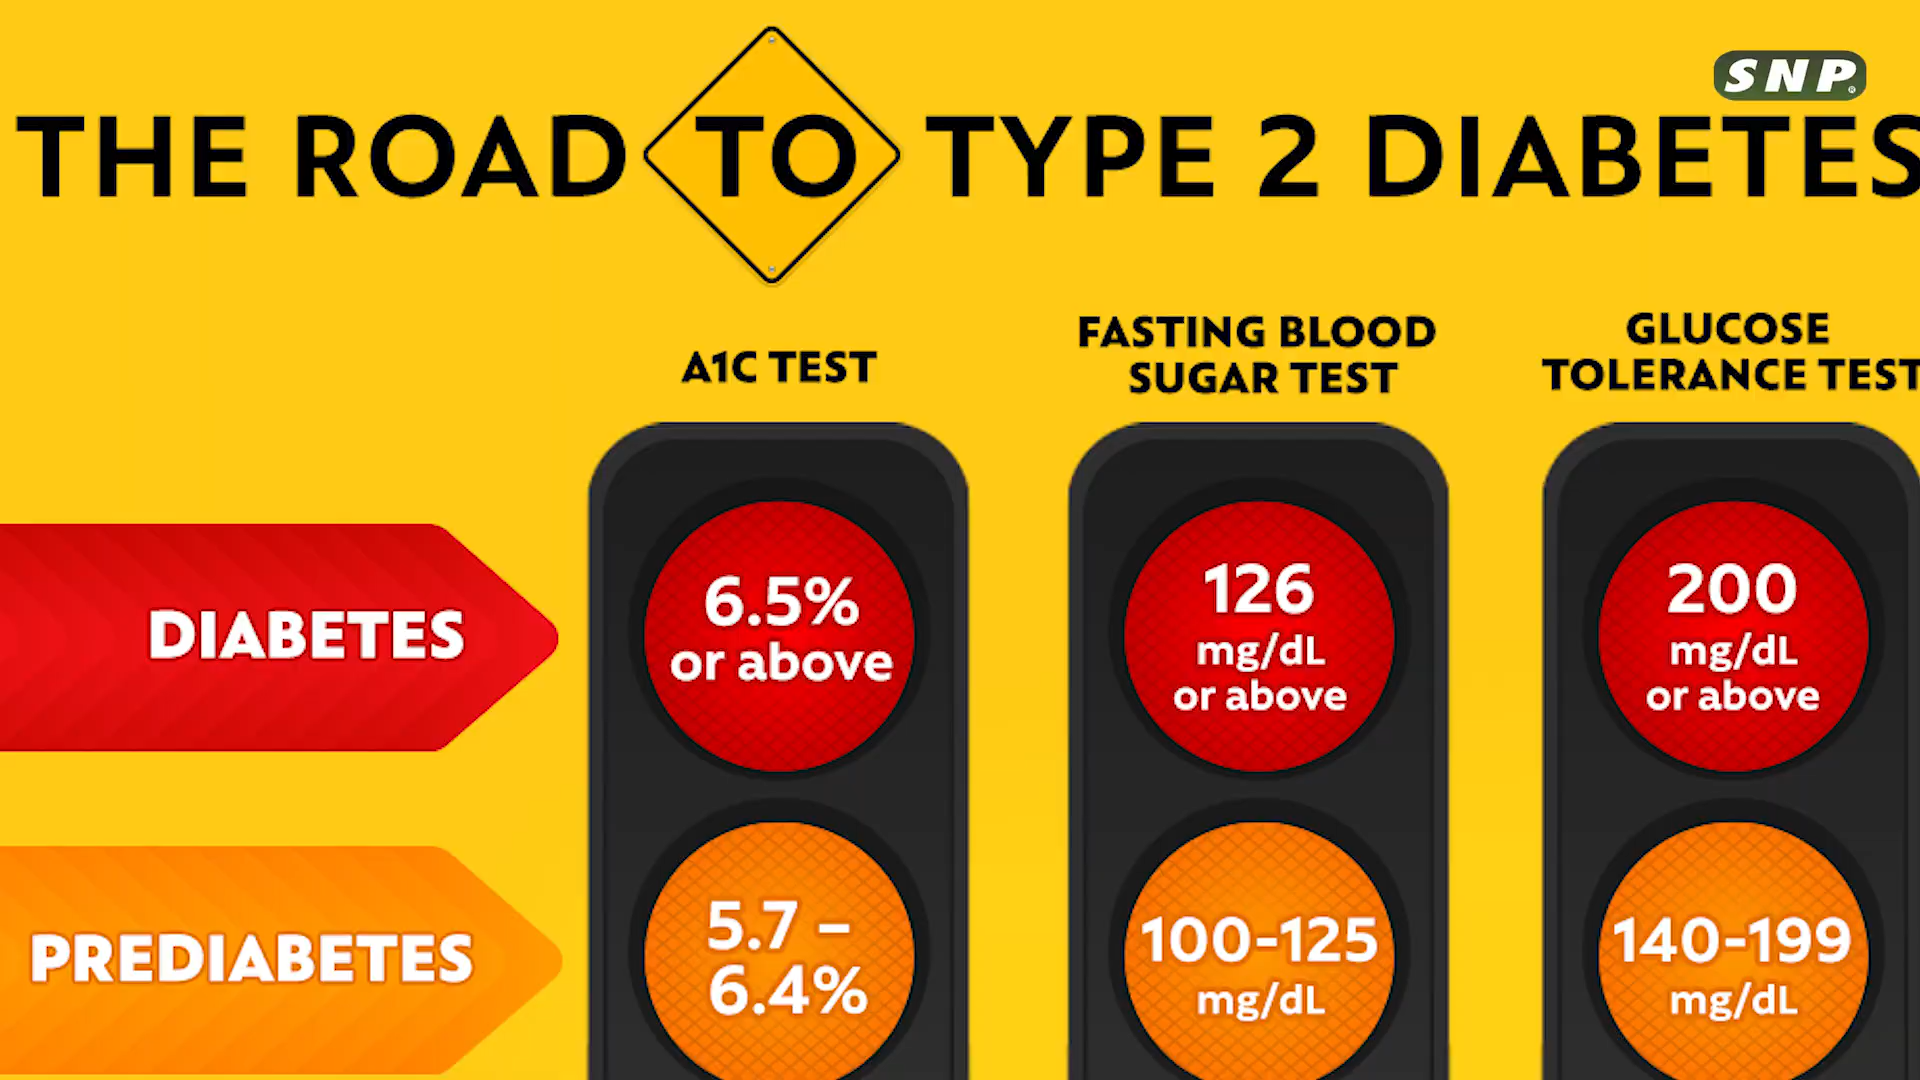 SNP
THE ROAD TO TYPE 2 DIABETES
A1C TEST
FASTING BLOOD
SUGAR TEST
GLUCOSE
TOLERANCE TEST
DIABETES
6.5%
or above
126
mg/dL
or above
200
mg/dL
or above
PREDIABETES
5.7 –
6.4%
100-125
mg/dL
140-199
mg/dL